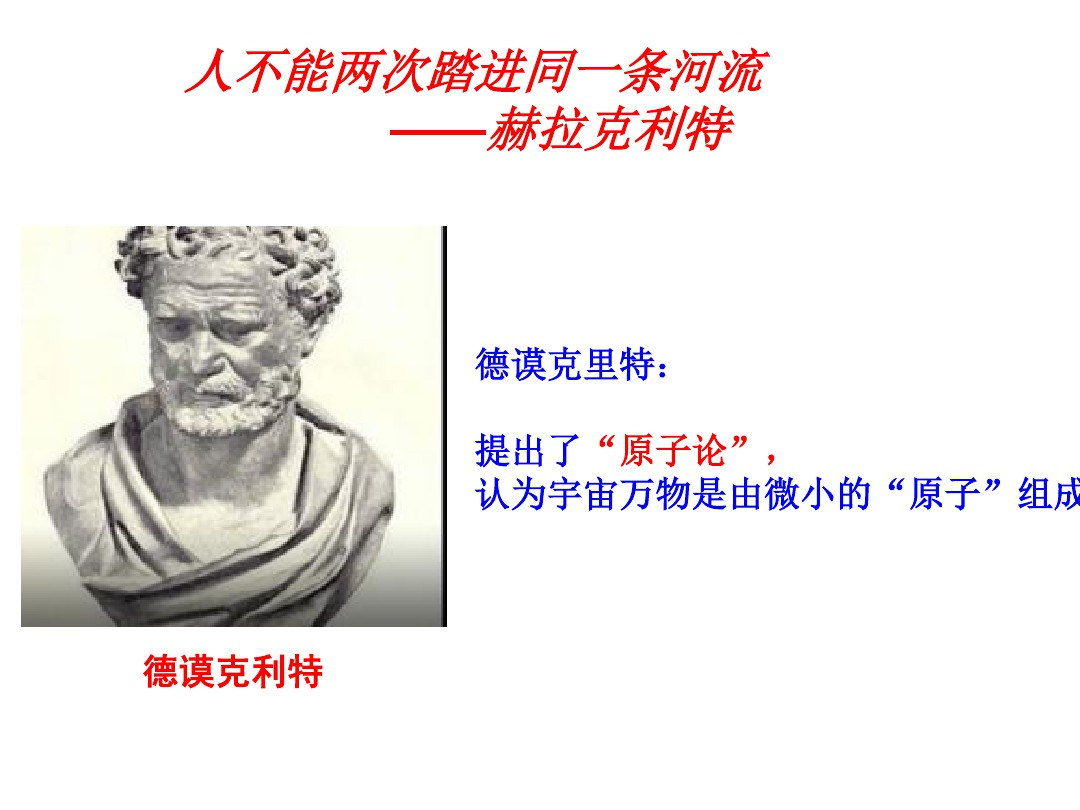 人不能两次踏进同一条河流
——赫拉克利特
德谟克里特：
提出了“原子论”，
认为宇宙万物是由微小的“原子”组成
德谟克利特